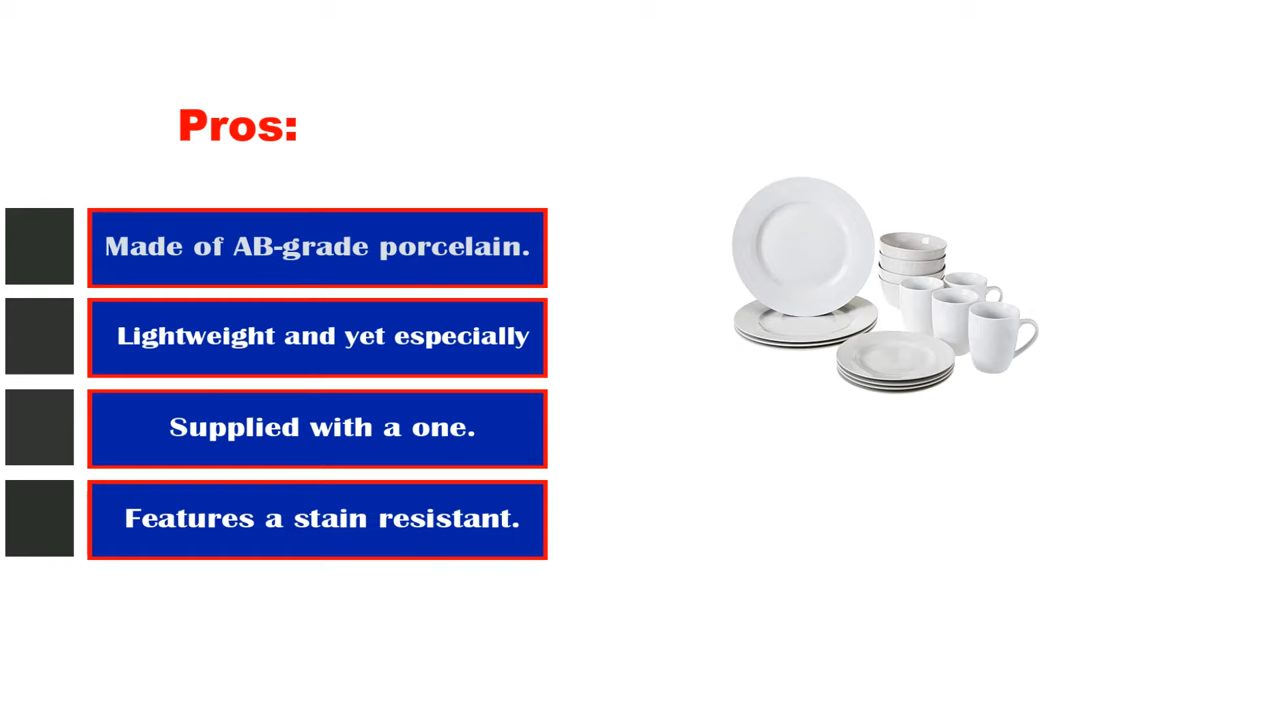 Pros:
Made of AB-grade porcelain.
Lightweight and yet especially
Supplied with a one.
Features a stain resistant.